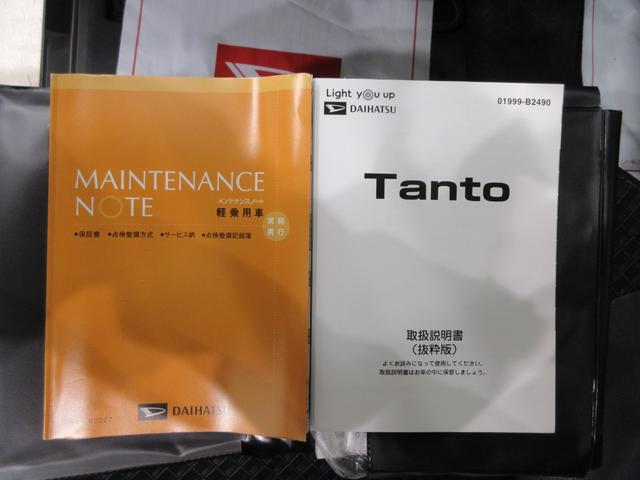 MAINTENANCE
NOTE
メンテナンスノート
軽乗用車
常時
携行
●保証書 ●点検整備方式 ●サービス網 ●点検整備記録簿
DAIHATSU
Light you up
DAIHATSU
01999-B2490
Tanto
取扱説明書
（抜粋版）
よくお読みになって使用してください。
取扱説明書はお車の中に保管しましょう。